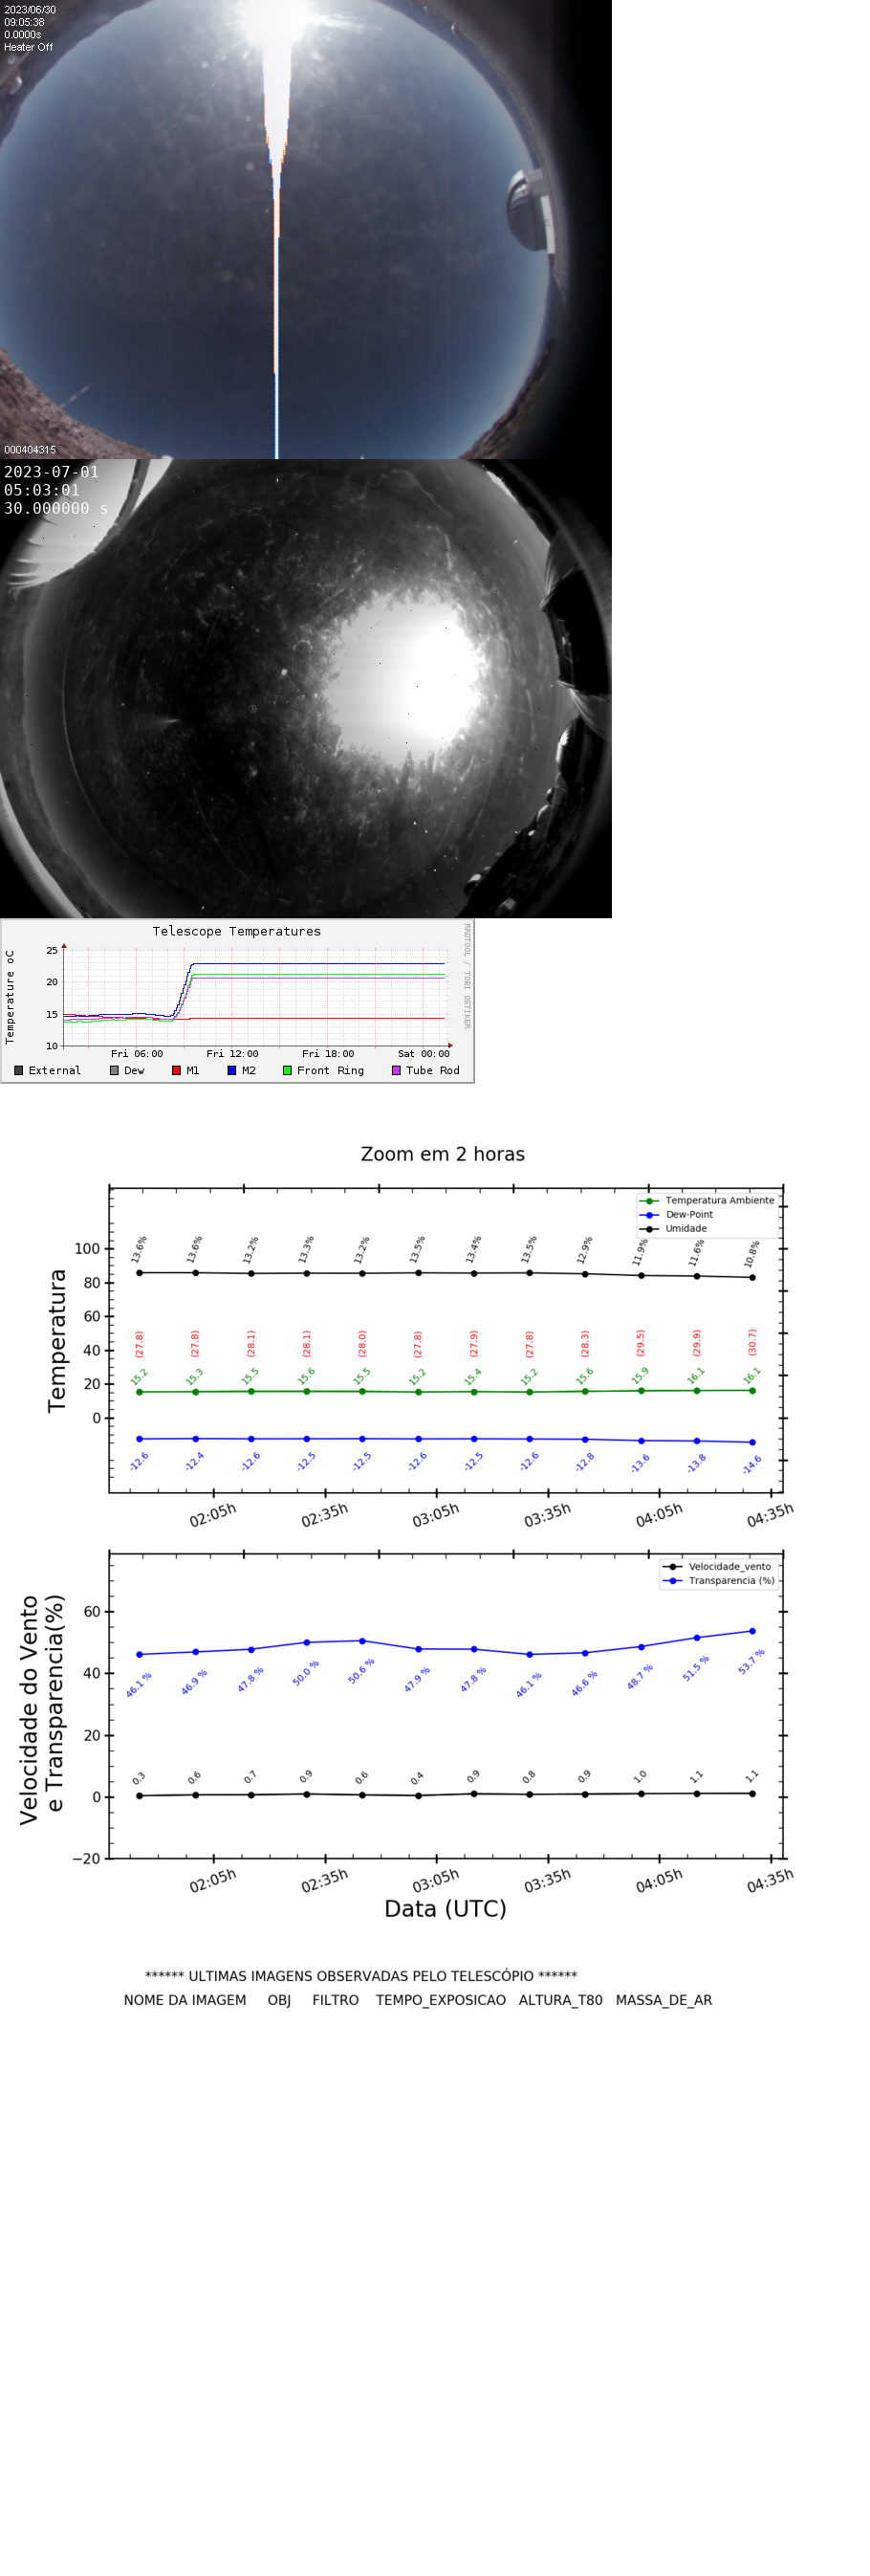 2023/06/30
09:05:38
0.0000s
Heater Off
000404315
2023-07-01
05:03:01
30.000000 s
Telescope Temperatures
RRDTOOL / TOBI OETIKER
Temperature oC
25
20
15
10
Fri 06:00 Fri 12:00 Fri 18:00 Sat 00:00
External Dew M1 M2 Front Ring Tube Rod
Zoom em 2 horas
Temperatura Ambiente
Dew-Point
Umidade
Temperatura
100
80
60
40
20
0
13.6% 13.6% 13.2% 13.3% 13.2% 13.5% 13.4% 13.5% 12.9% 11.9% 11.6% 10.8%
(27.8) (27.8) (28.1) (28.1) (28.0) (27.8) (27.9) (27.8) (28.3) (29.5) (29.9) (30.7)
15.2 15.3 15.5 15.6 15.5 15.2 15.4 15.2 15.6 15.9 16.1 16.1
-12.6 -12.4 -12.6 -12.5 -12.5 -12.6 -12.5 -12.6 -12.8 -13.6 -13.8 -14.6
02:05h 02:35h 03:05h 03:35h 04:05h 04:35h
Velocidade_vento
Transparencia (%)
Velocidade do Vento
e Transparencia(%)
60
40
20
0
−20
46.1 % 46.9 % 47.8 % 50.0 % 50.6 % 47.9 % 47.8 % 46.1 % 46.6 % 48.7 % 51.5 % 53.7 %
0.3 0.6 0.7 0.9 0.6 0.4 0.9 0.8 0.9 1.0 1.1 1.1
02:05h 02:35h 03:05h 03:35h 04:05h 04:35h
Data (UTC)
****** ULTIMAS IMAGENS OBSERVADAS PELO TELESCÓPIO ******
NOME DA IMAGEM OBJ FILTRO TEMPO_EXPOSICAO ALTURA_T80 MASSA_DE_AR